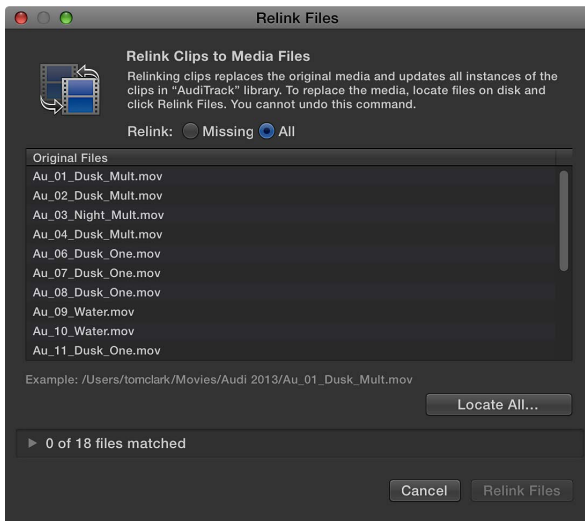 Relink Files
Relink Clips to Media Files
Relinking clips replaces the original media and updates all instances of the
clips in “AudiTrack” library. To replace the media, locate files on disk and
click Relink Files. You cannot undo this command.
Relink: Missing All
Original Files
Au_01_Dusk_Mult.mov
Au_02_Dusk_Mult.mov
Au_03_Night_Mult.mov
Au_04_Dusk_Mult.mov
Au_06_Dusk_One.mov
Au_07_Dusk_One.mov
Au_08_Dusk_One.mov
Au_09_Water.mov
Au_10_Water.mov
Au_11_Dusk_One.mov
Example: /Users/tomclark/Movies/Audi 2013/Au_01_Dusk_Mult.mov
Locate All...
0 of 18 files matched
Cancel Relink Files